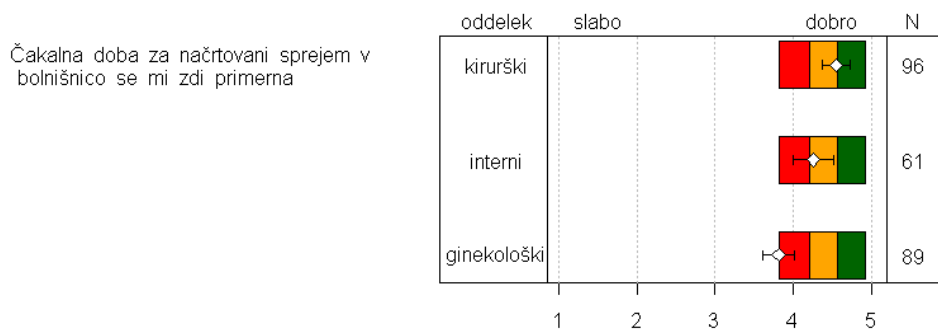 oddelek slabo dobro N
Čakalna doba za načrtovani sprejem v
bolnišnico se mi zdi primerna
kirurški 96
interni 61
ginekološki 89
1 2 3 4 5